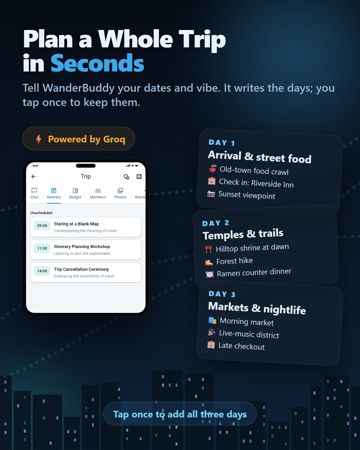 Plan a Whole Trip
in Seconds
Tell WanderBuddy your dates and vibe. It writes the days; you
tap once to keep them.
Powered by Groq
Trip
Chat Itinerary Budget Members Photos
Unscheduled
09:00 Staring at a Blank Map
Contemplating the meaning of travel
11:00 Itinerary Planning Workshop
Learning to plan the unplannable
14:00 Trip Cancellation Ceremony
Embracing the uncertainty of travel
DAY 1
Arrival & street food
Old-town food crawl
Check in: Riverside Inn
Sunset viewpoint
DAY 2
Temples & trails
Hilltop shrine at dawn
Forest hike
Ramen counter dinner
DAY 3
Markets & nightlife
Morning market
Live-music district
Late checkout
Tap once to add all three days